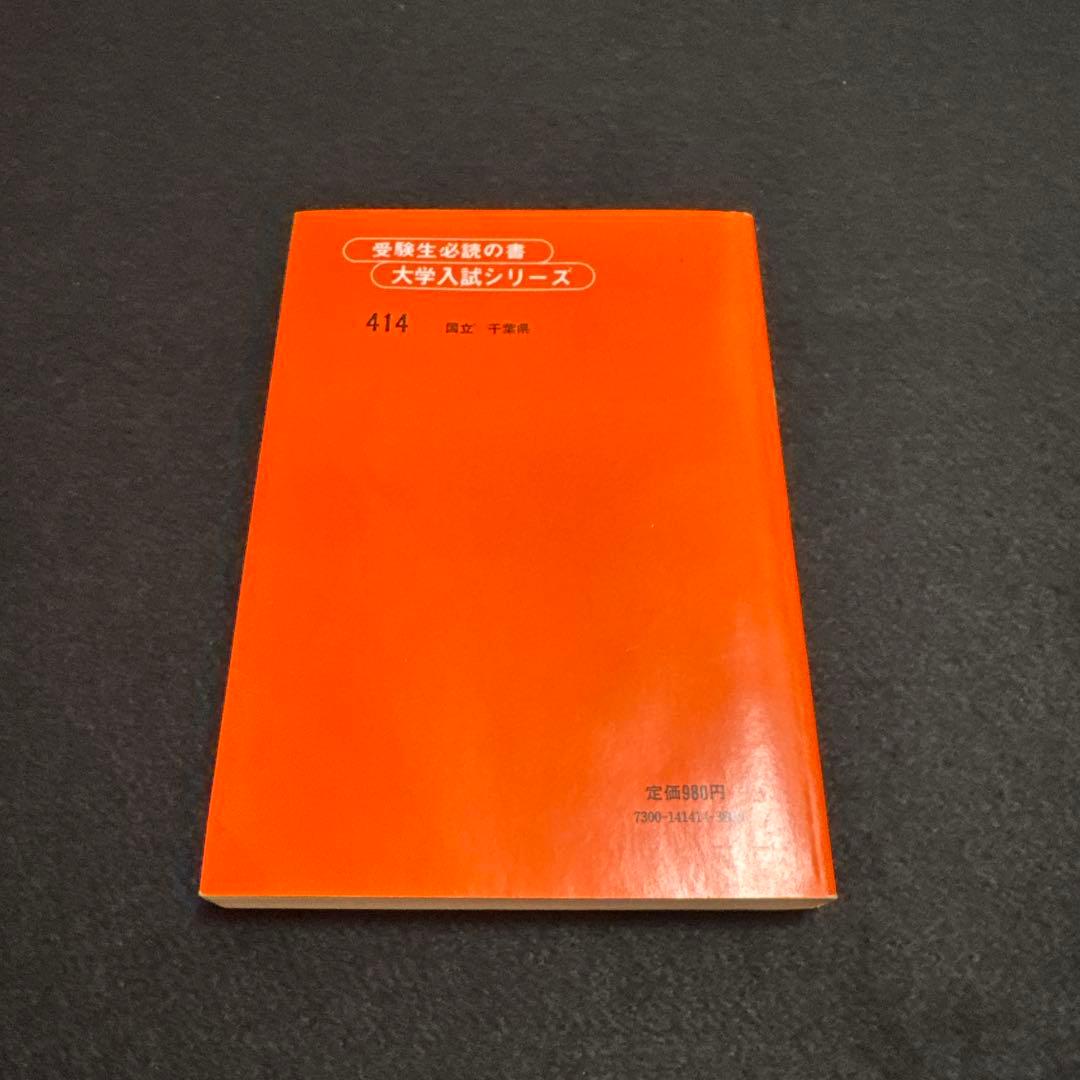 受験生必読の書
大学入試シリーズ
414 国立 千葉県
定価980円